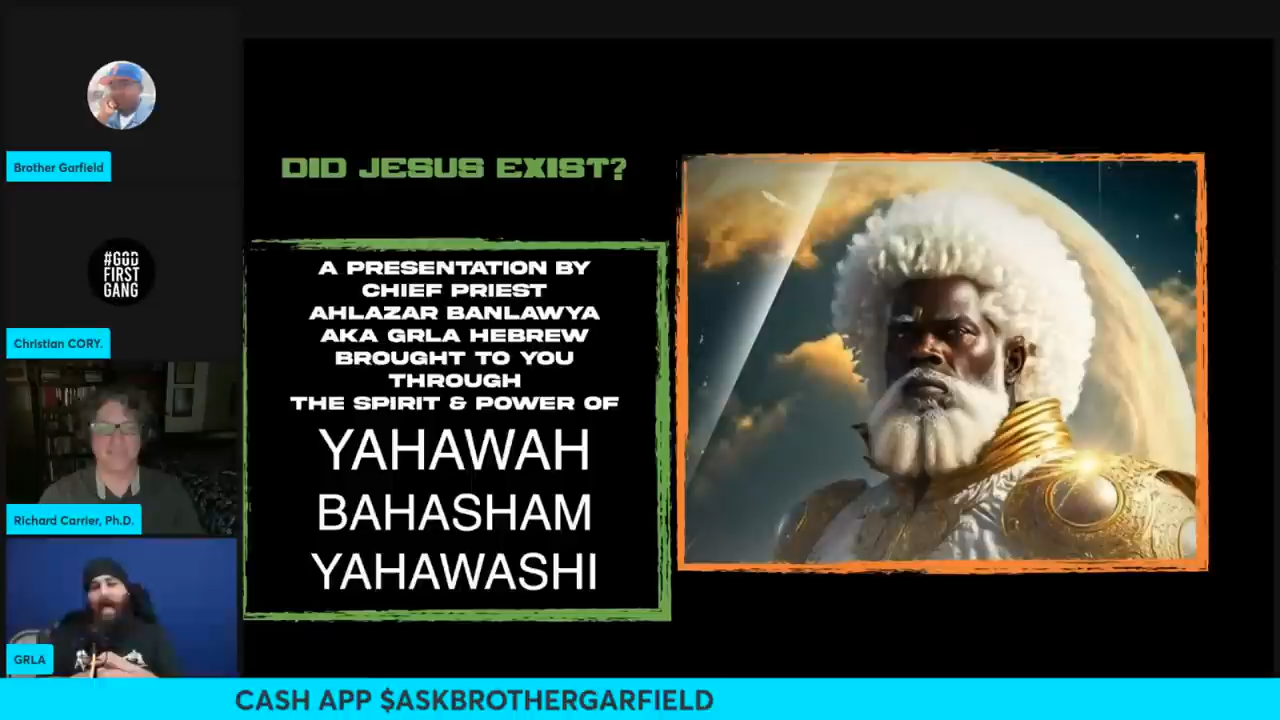 Brother Garfield
#GOD
FIRST
GANG
Christian CORY.
Richard Carrier, Ph.D.
GRLA
DID JESUS EXIST?
A PRESENTATION BY
CHIEF PRIEST
AHLAZAR BANLAWYA
AKA GRLA HEBREW
BROUGHT TO YOU
THROUGH
THE SPIRIT & POWER OF
YAHAWAH
BAHASHAM
YAHAWASHI
CASH APP $ASKBROTHERGARFIELD